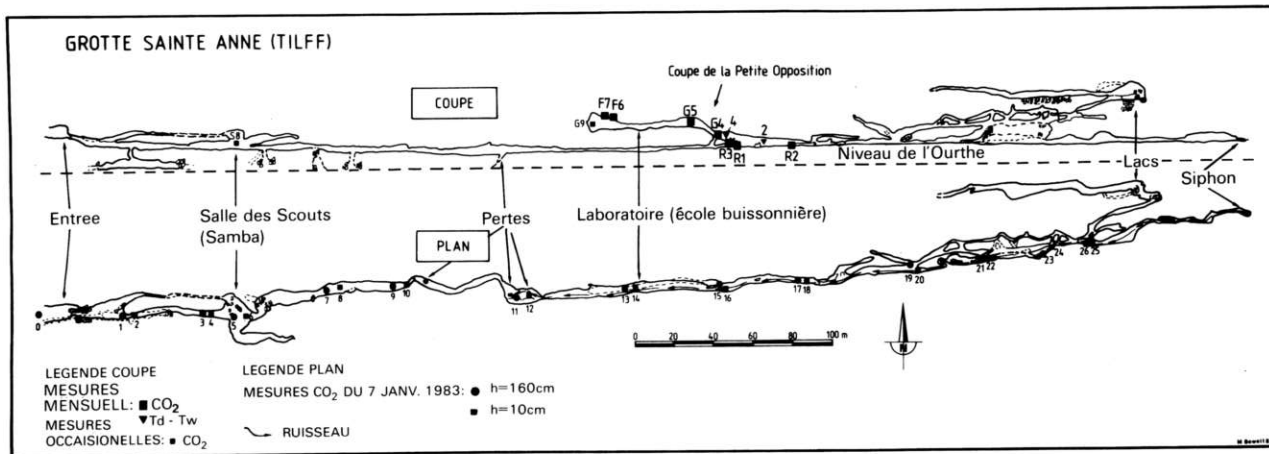 GROTTE SAINTE ANNE (TILFF)
COUPE
Coupe de la Petite Opposition
F7 F6
G9
G5
G4 4
2
R3
R1
R2
S8
Niveau de l'Ourthe
Lacs
Siphon
Entree
Salle des Scouts
(Samba)
Pertes
Laboratoire (école buissonnière)
PLAN
0 1 2 3 4 5 7 8 9 10 11 12 13 14 15 16 17 18 19 20 21 22 23 24 26 25
0 20 40 60 80 100 m
N
LEGENDE COUPE
MESURES
MENSUELL: CO₂
MESURES Td - Tw
OCCAISIONELLES: CO₂
LEGENDE PLAN
MESURES CO₂ DU 7 JANV. 1983: h=160cm
h=10cm
RUISSEAU